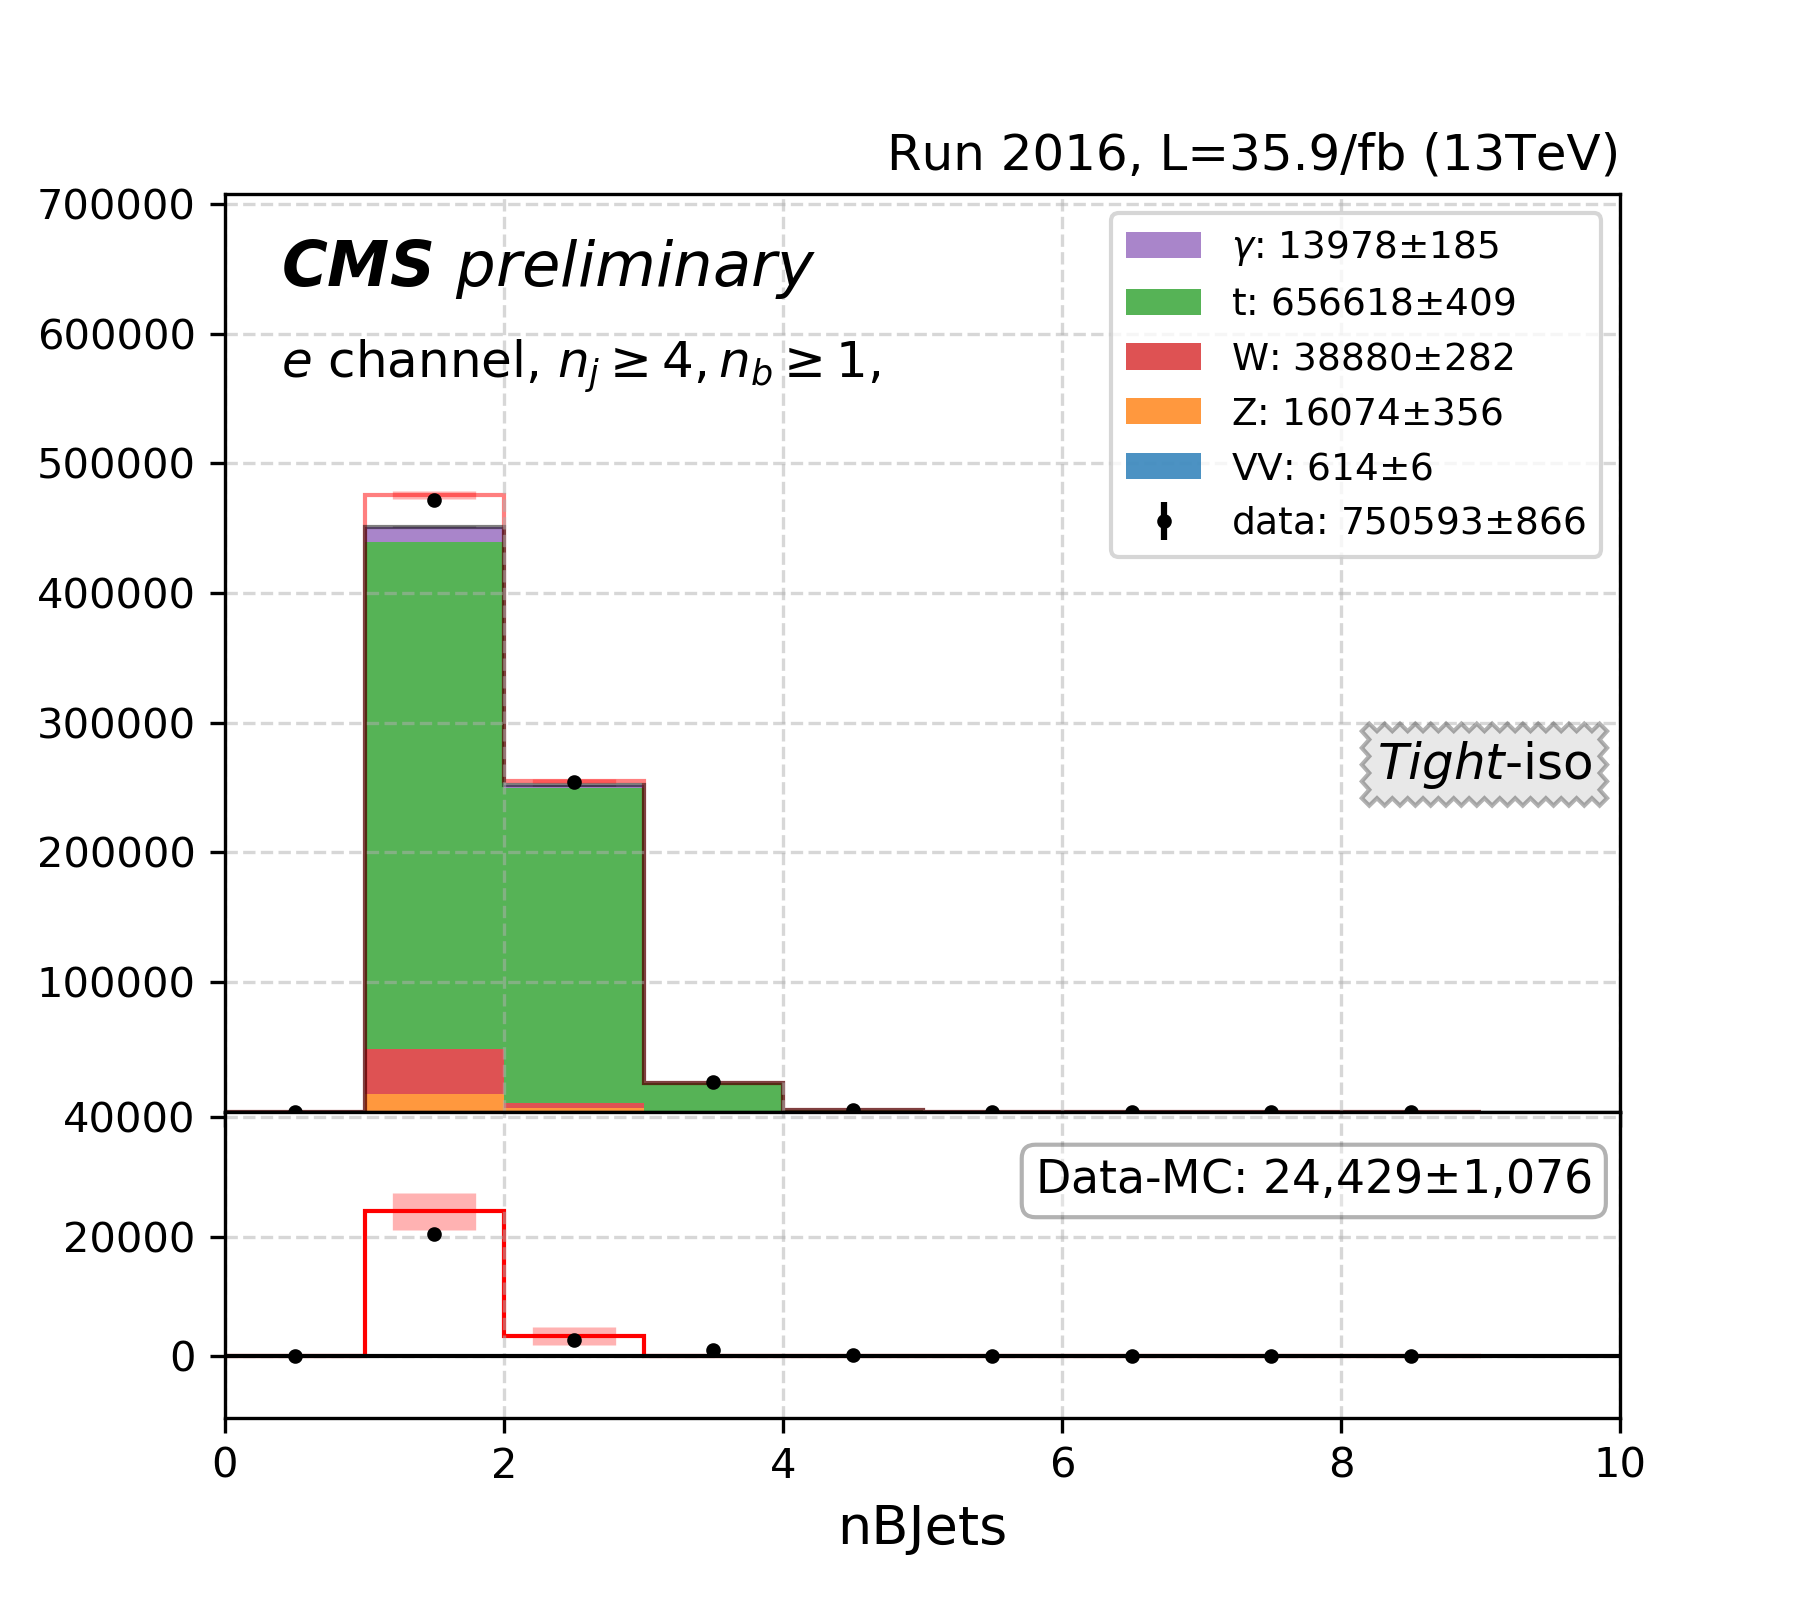 Run 2016, L=35.9/fb (13TeV)
700000
600000
500000
400000
300000
200000
100000
CMS preliminary
e channel, n_j ≥ 4, n_b ≥ 1,
γ: 13978±185
t: 656618±409
W: 38880±282
Z: 16074±356
VV: 614±6
data: 750593±866
Tight-iso
40000
20000
0
Data-MC: 24,429±1,076
0 2 4 6 8 10
nBJets